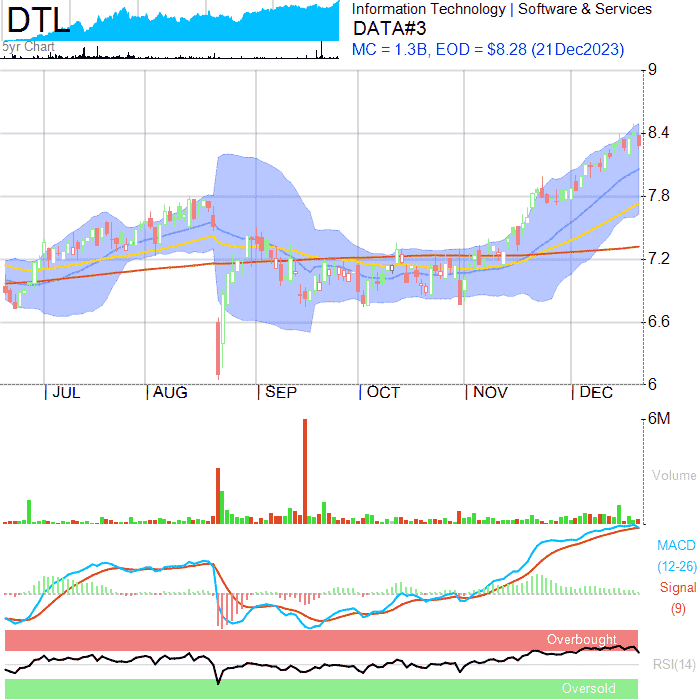 DTL
5yr Chart
Information Technology | Software & Services
DATA#3
MC = 1.3B, EOD = $8.28 (21Dec2023)
9
8.4
7.8
7.2
6.6
6
JUL AUG SEP OCT NOV DEC
6M
Volume
MACD
(12-26)
Signal
(9)
Overbought
RSI(14)
Oversold